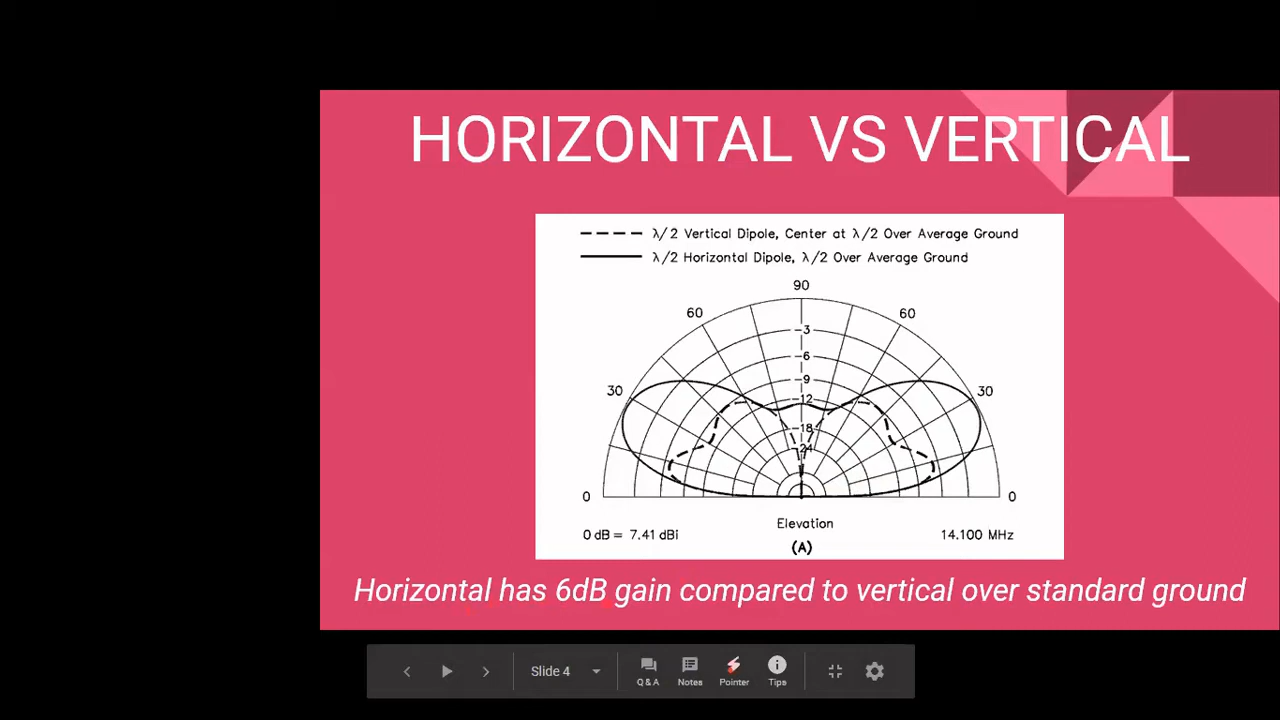 HORIZONTAL VS VERTICAL
λ/2 Vertical Dipole, Center at λ/2 Over Average Ground
λ/2 Horizontal Dipole, λ/2 Over Average Ground
90
60 60
-3
-6
-9
30 30
-12
-18
-24
0 0
Elevation
0 dB = 7.41 dBi 14.100 MHz
(A)
Horizontal has 6dB gain compared to vertical over standard ground
Slide 4
Q & A Notes Pointer Tips